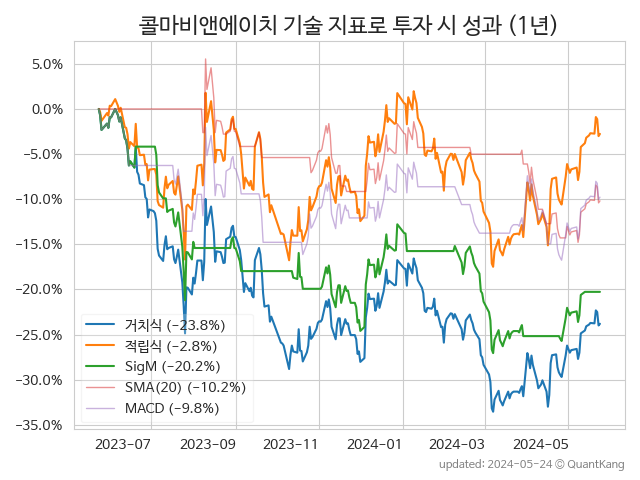 콜마비앤에이치 기술 지표로 투자 시 성과 (1년)
5.0%
0.0%
−5.0%
−10.0%
−15.0%
−20.0%
−25.0%
−30.0%
−35.0%
거치식 (−23.8%)
적립식 (−2.8%)
SigM (−20.2%)
SMA(20) (−10.2%)
MACD (−9.8%)
2023−07 2023−09 2023−11 2024−01 2024−03 2024−05
updated: 2024−05−24 © QuantKang